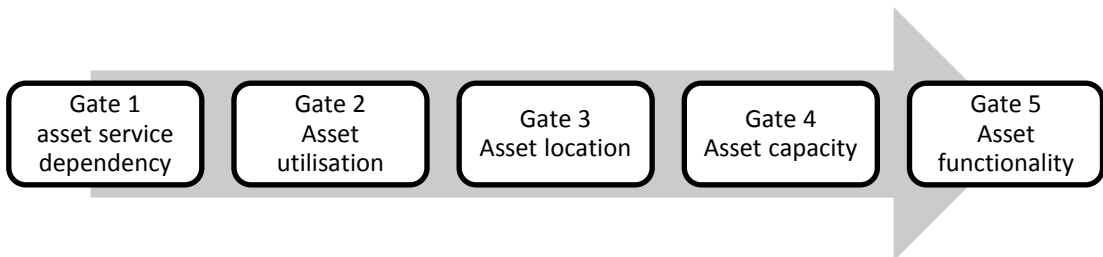 Gate 1
asset service
dependency
Gate 2
Asset
utilisation
Gate 3
Asset location
Gate 4
Asset capacity
Gate 5
Asset
functionality